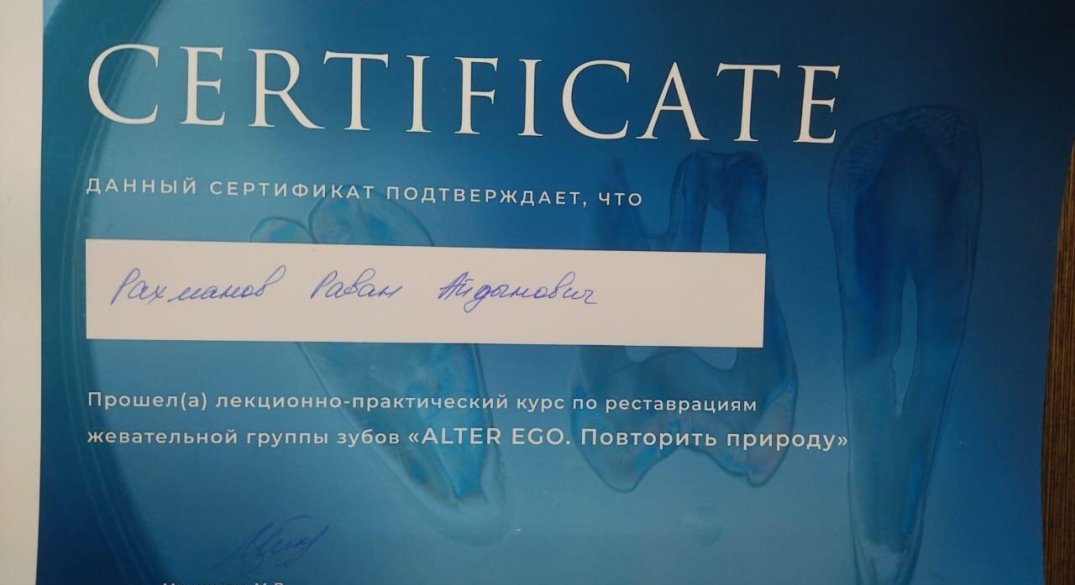 CERTIFICATE
ДАННЫЙ СЕРТИФИКАТ ПОДТВЕРЖДАЕТ, ЧТО
Рахманов Раван Айдынович
Прошел(а) лекционно-практический курс по реставрациям
жевательной группы зубов «ALTER EGO. Повторить природу»